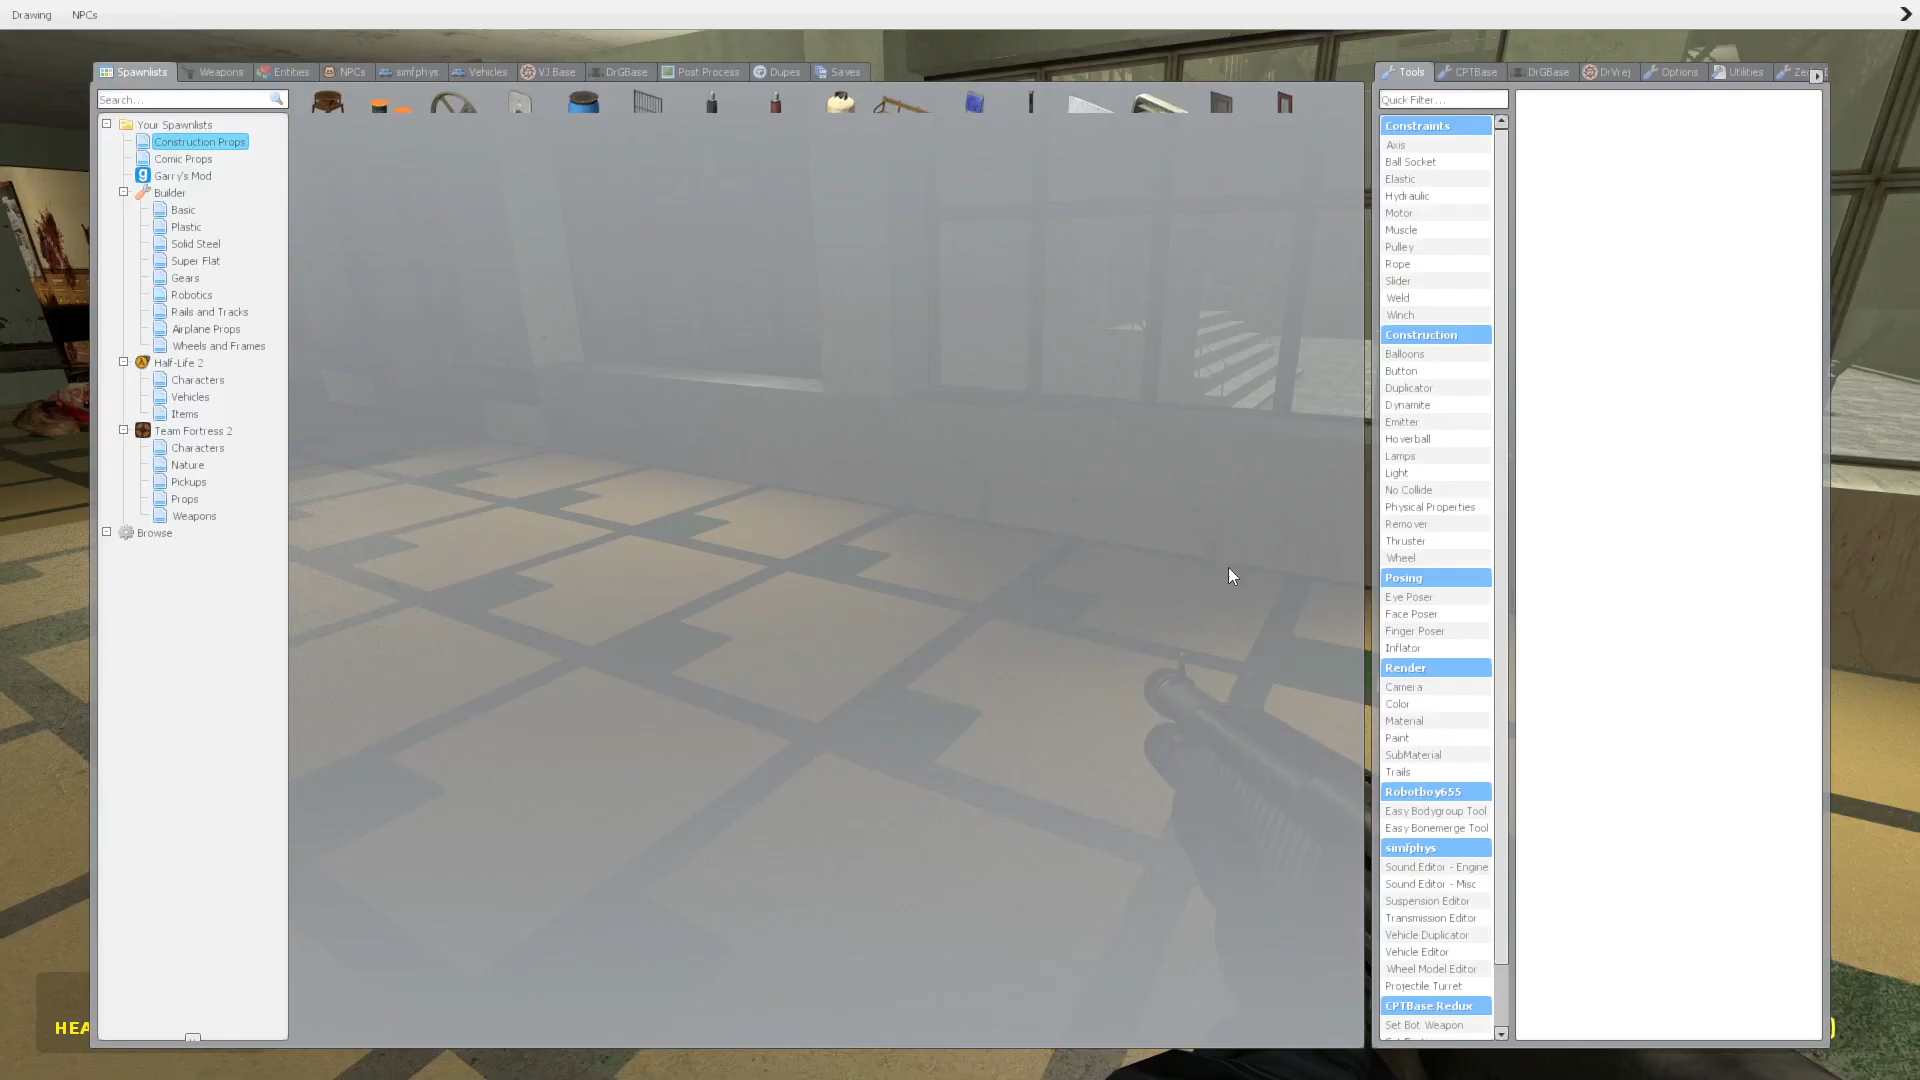 Drawing NPCs
Spawnlists Weapons Entities NPCs simfphys Vehicles VJ Base DrGBase Post Process Dupes Saves
Tools CPTBase DrGBase DrVrej Options Utilities
Search...
Your Spawnlists
Construction Props
Comic Props
Garry's Mod
Builder
Basic
Plastic
Solid Steel
Super Flat
Gears
Robotics
Rails and Tracks
Airplane Props
Wheels and Frames
Half-Life 2
Characters
Vehicles
Items
Team Fortress 2
Characters
Nature
Pickups
Props
Weapons
Browse
HEA
Quick Filter...
Constraints
Axis
Ball Socket
Elastic
Hydraulic
Motor
Muscle
Pulley
Rope
Slider
Weld
Winch
Construction
Balloons
Button
Duplicator
Dynamite
Emitter
Hoverball
Lamps
Light
No Collide
Physical Properties
Remover
Thruster
Wheel
Posing
Eye Poser
Face Poser
Finger Poser
Inflator
Render
Camera
Color
Material
Paint
SubMaterial
Trails
Robotboy655
Easy Bodygroup Tool
Easy Bonemerge Tool
simfphys
Sound Editor - Engine
Sound Editor - Misc
Suspension Editor
Transmission Editor
Vehicle Duplicator
Vehicle Editor
Wheel Model Editor
Projectile Turret
CPTBase Redux
Set Bot Weapon